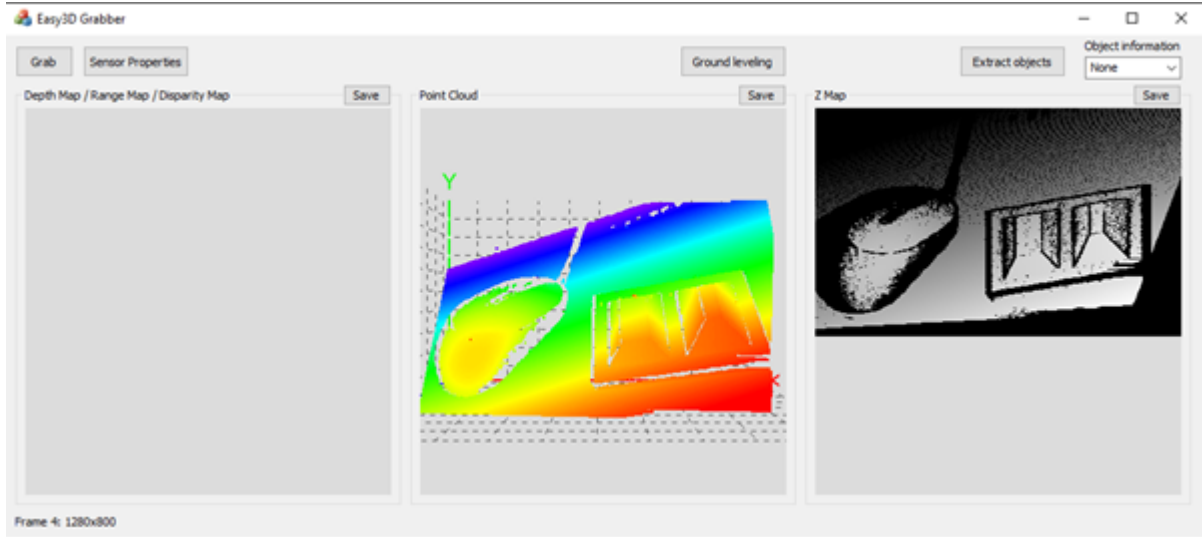 Easy3D Grabber
Grab
Sensor Properties
Ground leveling
Extract objects
Object information
None
Depth Map / Range Map / Disparity Map
Save
Point Cloud
Save
Z Map
Save
Y
X
Frame 4: 1280x800